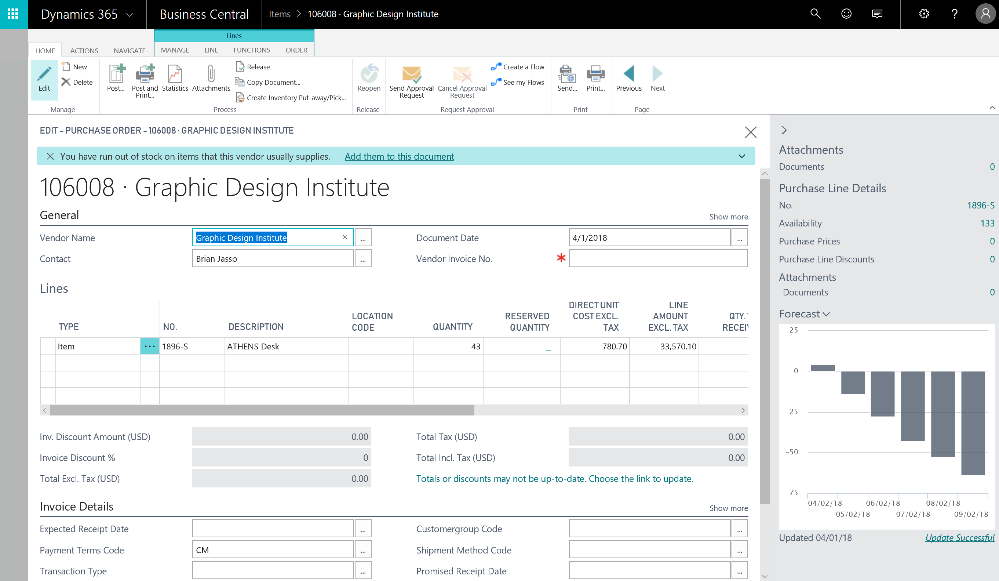 Dynamics 365
Business Central
Items > 106008 · Graphic Design Institute
Lines
HOME ACTIONS NAVIGATE MANAGE LINE FUNCTIONS ORDER
Edit
New
Delete
Manage
Post...
Post and Print...
Statistics
Attachments
Release
Copy Document...
Create Inventory Put-away/Pick...
Process
Reopen
Release
Send Approval Request
Cancel Approval Request
Create a Flow
See my Flows
Request Approval
Send...
Print...
Print
Previous
Next
Page
EDIT - PURCHASE ORDER - 106008 · GRAPHIC DESIGN INSTITUTE
You have run out of stock on items that this vendor usually supplies. Add them to this document
106008 · Graphic Design Institute
General Show more
Vendor Name Graphic Design Institute ... Document Date 4/1/2018 ...
Contact Brian Jasso ... Vendor Invoice No. *
Lines
TYPE NO. DESCRIPTION LOCATION CODE QUANTITY RESERVED QUANTITY DIRECT UNIT COST EXCL. TAX LINE AMOUNT EXCL. TAX QTY.
Item ... 1896-S ATHENS Desk 43 _ 780.70 33,570.10
Inv. Discount Amount (USD) 0.00 Total Tax (USD) 0.00
Invoice Discount % 0 Total Incl. Tax (USD) 0.00
Total Excl. Tax (USD) 0.00 Totals or discounts may not be up-to-date. Choose the link to update.
Invoice Details Show more
Expected Receipt Date ... Customergroup Code ...
Payment Terms Code CM ... Shipment Method Code ...
Transaction Type ... Promised Receipt Date ...
Attachments
Documents 0
Purchase Line Details
No. 1896-S
Availability 133
Purchase Prices 0
Purchase Line Discounts 0
Attachments
Documents 0
Forecast
25
0
-25
-50
-75
04/02/18 06/02/18 08/02/18
05/02/18 07/02/18 09/02/18
Updated 04/01/18 Update Successful